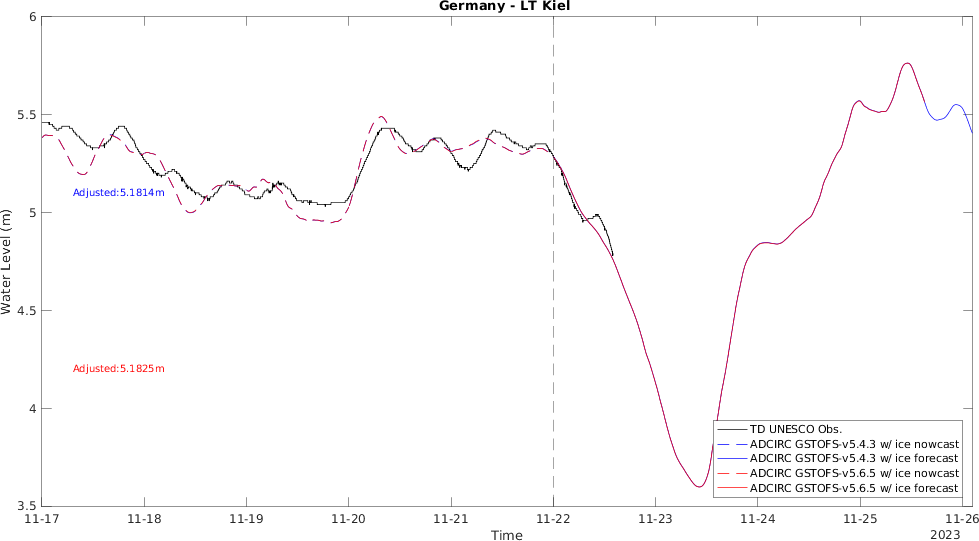 Germany - LT Kiel
6
5.5
5
4.5
4
3.5
Water Level (m)
Adjusted:5.1814m
Adjusted:5.1825m
TD UNESCO Obs.
ADCIRC GSTOFS-v5.4.3 w/ ice nowcast
ADCIRC GSTOFS-v5.4.3 w/ ice forecast
ADCIRC GSTOFS-v5.6.5 w/ ice nowcast
ADCIRC GSTOFS-v5.6.5 w/ ice forecast
11-17 11-18 11-19 11-20 11-21 11-22 11-23 11-24 11-25 11-26
Time
2023